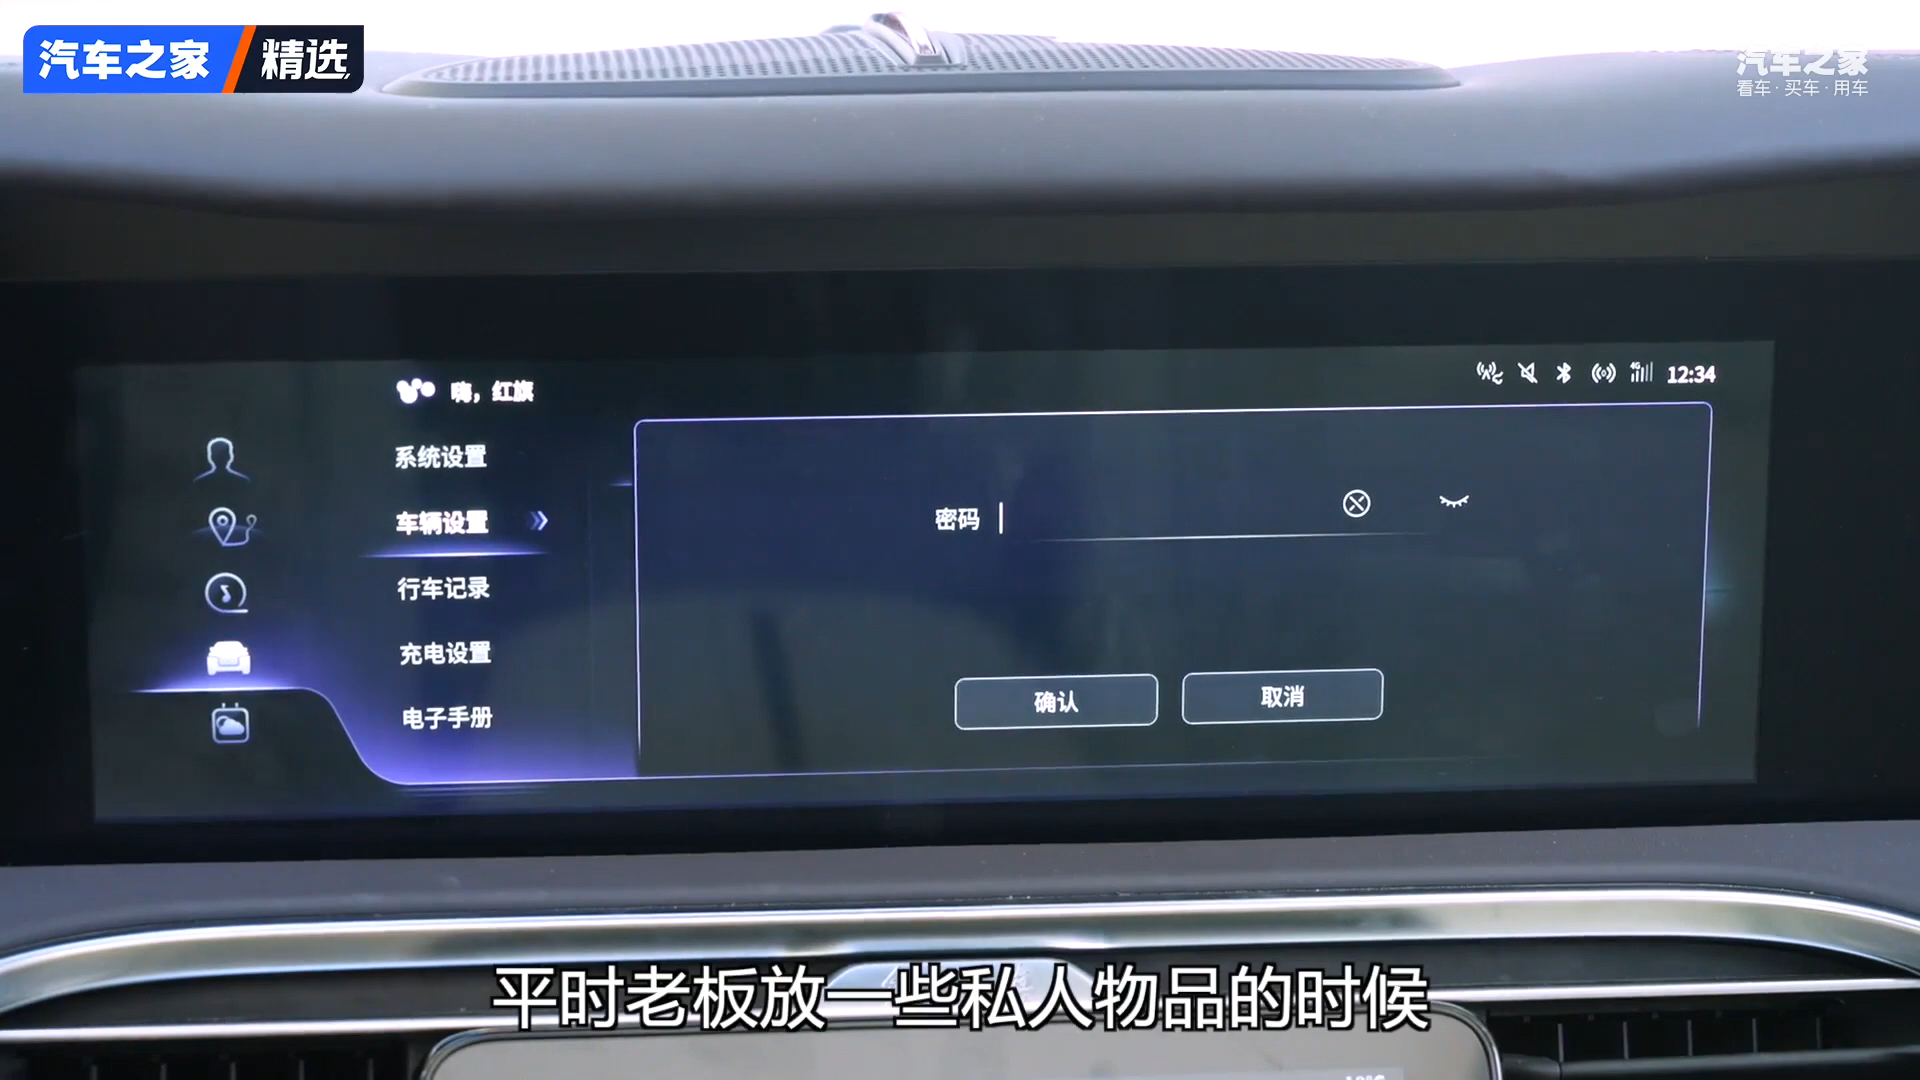 汽车之家 精选
汽车之家
看车·买车·用车
嗨，红旗
4G
12:34
系统设置
车辆设置
行车记录
充电设置
电子手册
密码
确认
取消
平时老板放一些私人物品的时候